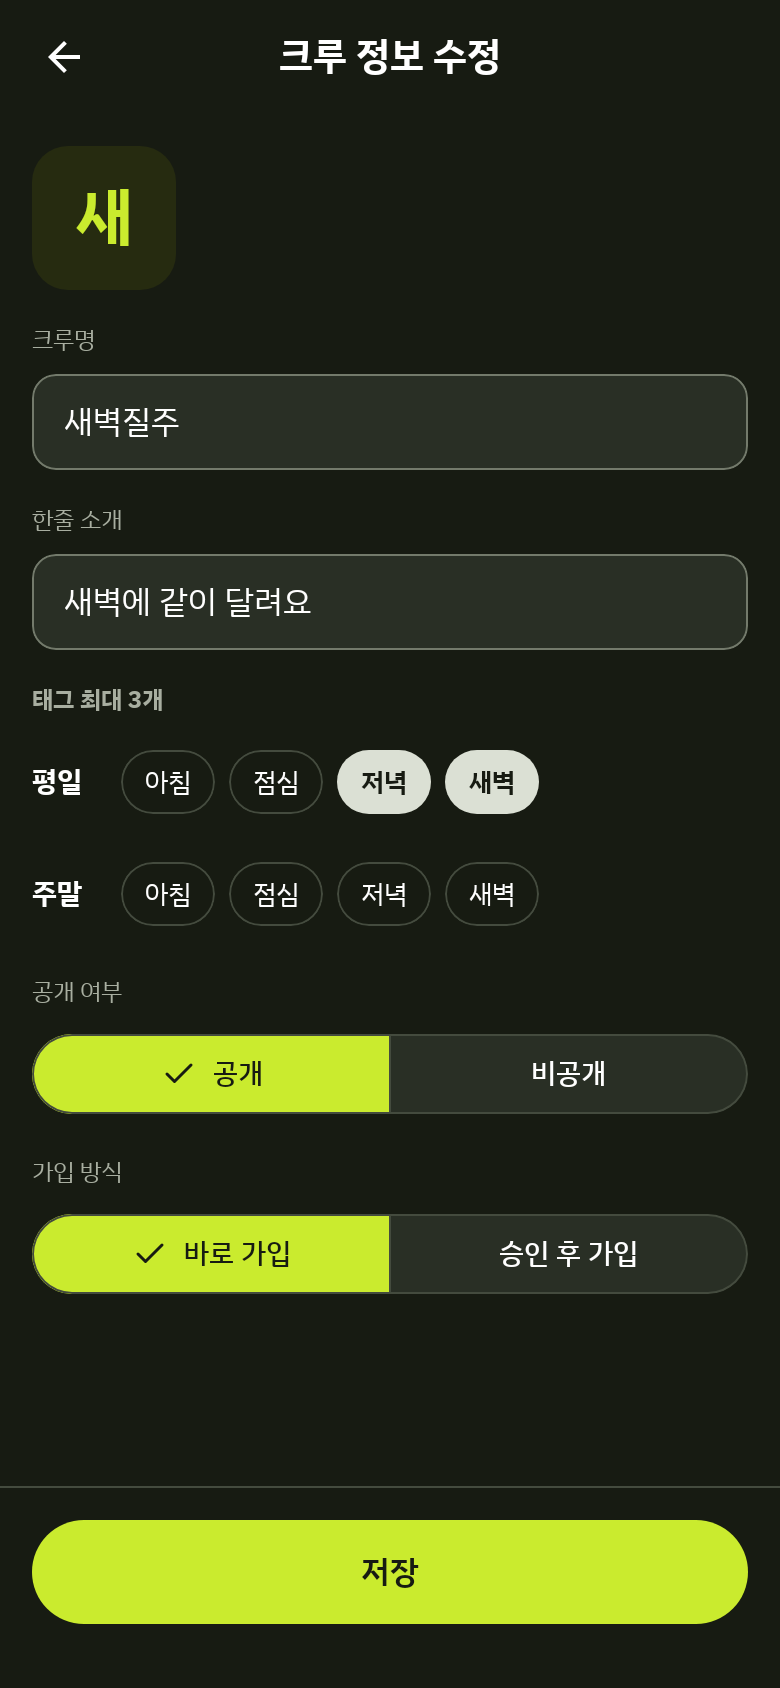 크루 정보 수정
새
크루명
새벽질주
한줄 소개
새벽에 같이 달려요
태그 최대 3개
평일 아침 점심 저녁 새벽
주말 아침 점심 저녁 새벽
공개 여부
공개 비공개
가입 방식
바로 가입 승인 후 가입
저장